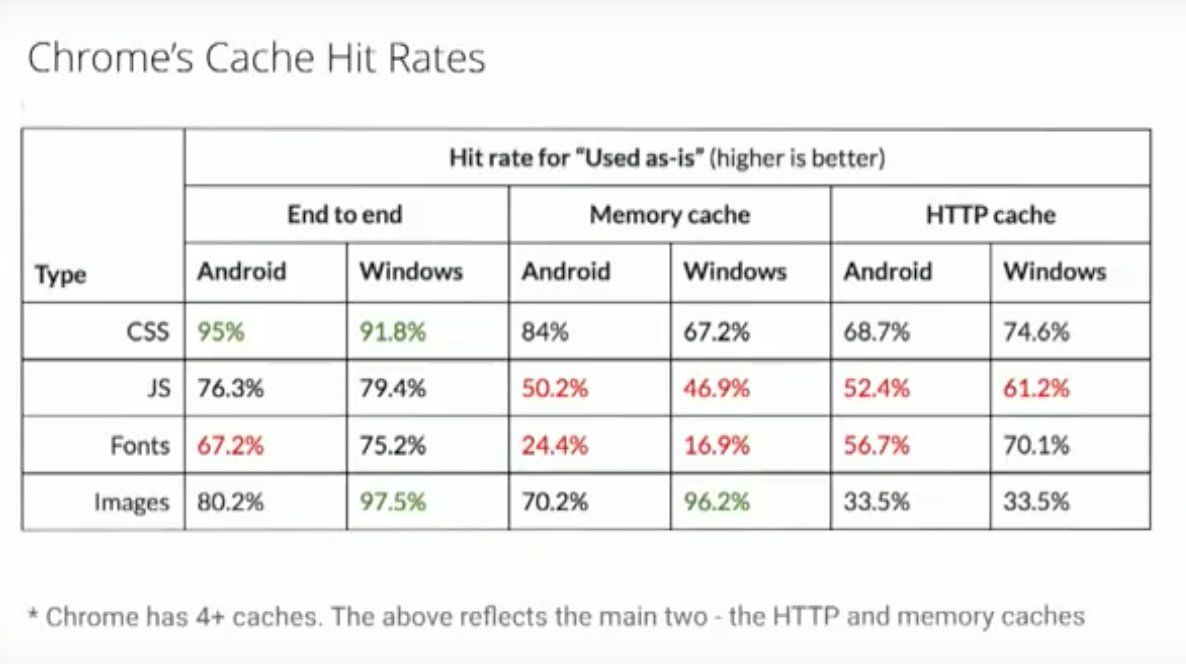 Chrome's Cache Hit Rates
Hit rate for "Used as-is" (higher is better)
End to end Memory cache HTTP cache
Type Android Windows Android Windows Android Windows
CSS 95% 91.8% 84% 67.2% 68.7% 74.6%
JS 76.3% 79.4% 50.2% 46.9% 52.4% 61.2%
Fonts 67.2% 75.2% 24.4% 16.9% 56.7% 70.1%
Images 80.2% 97.5% 70.2% 96.2% 33.5% 33.5%
* Chrome has 4+ caches. The above reflects the main two - the HTTP and memory caches